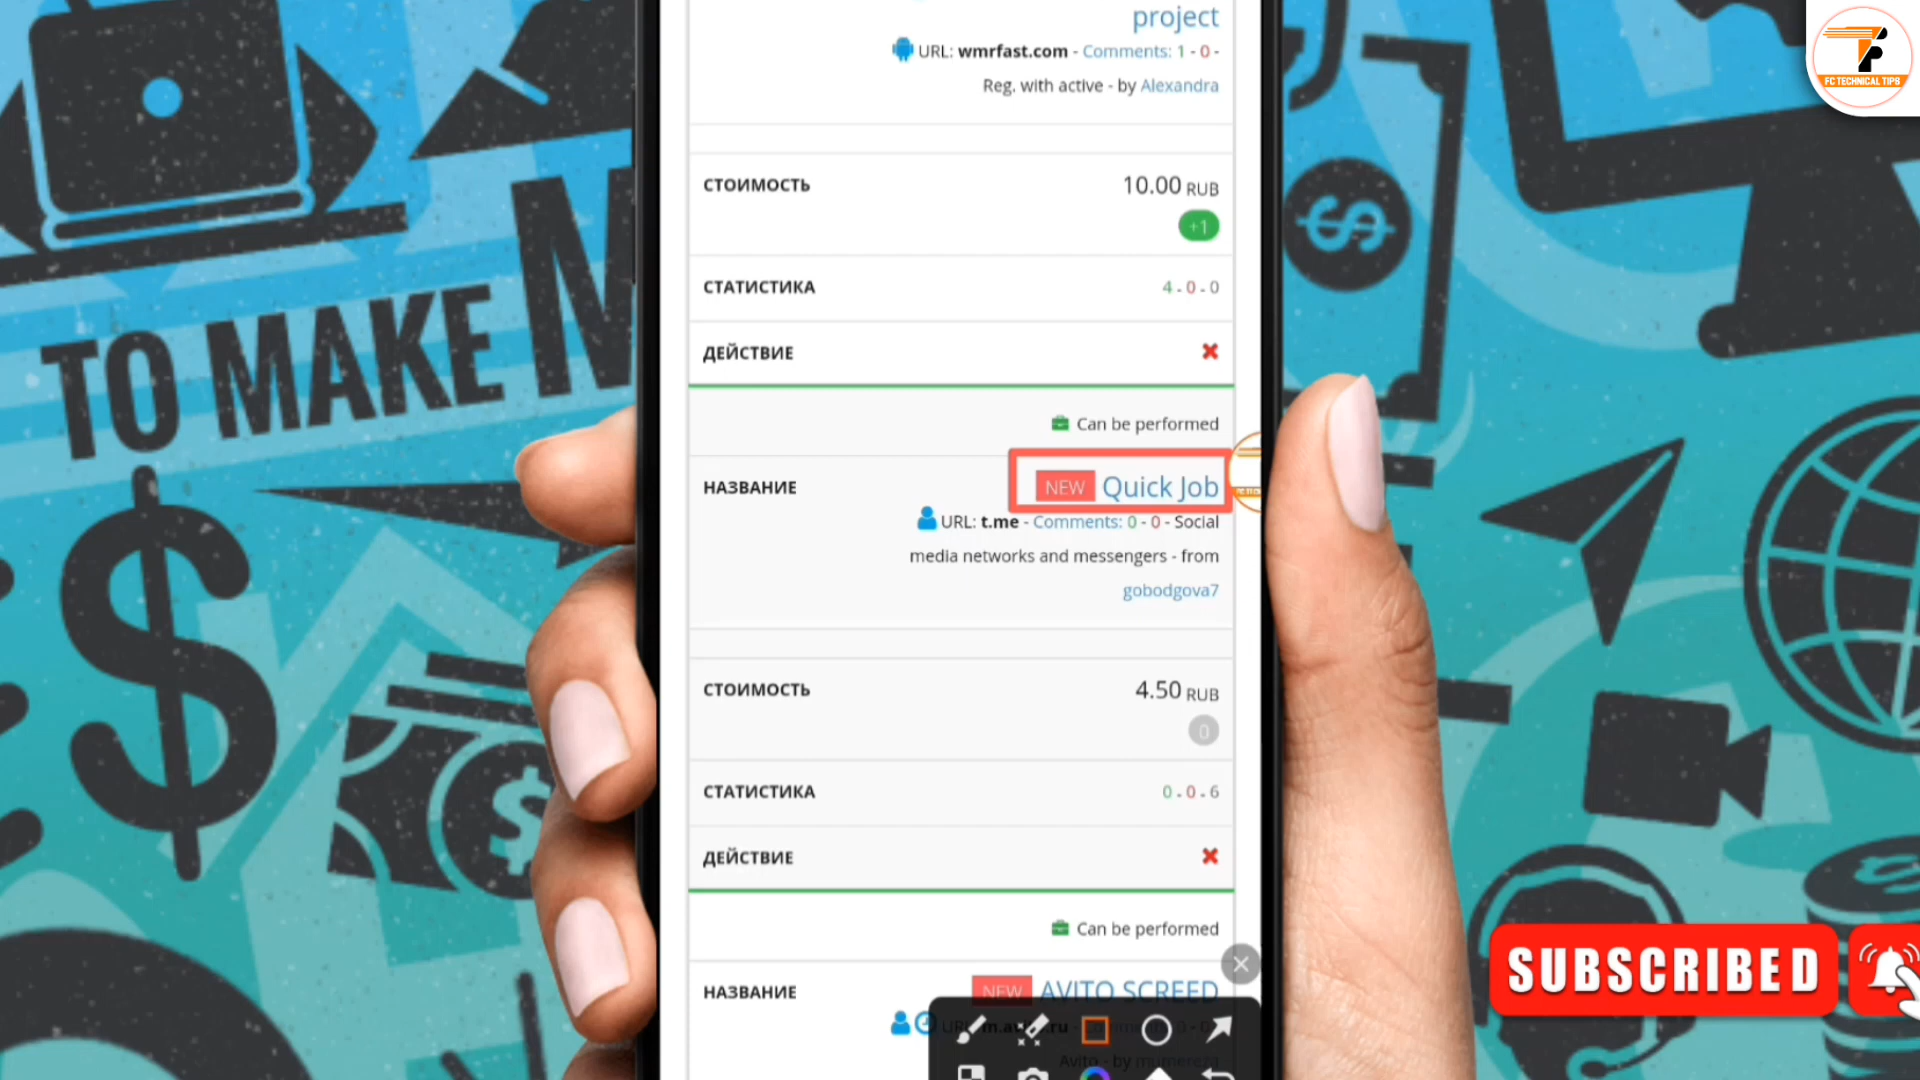 project
URL: wmrfast.com - Comments: 1 - 0 -
Reg. with active - by Alexandra
СТОИМОСТЬ 10.00 RUB
+1
СТАТИСТИКА 4 - 0 - 0
ДЕЙСТВИЕ
Can be performed
НАЗВАНИЕ NEW Quick Job
URL: t.me - Comments: 0 - 0 - Social
media networks and messengers - from
gobodgova7
СТОИМОСТЬ 4.50 RUB
0
СТАТИСТИКА 0 - 0 - 6
ДЕЙСТВИЕ
Can be performed
НАЗВАНИЕ NEW AVITO SCREED
TO MAKE
FC TECHNICAL TIPS
SUBSCRIBED